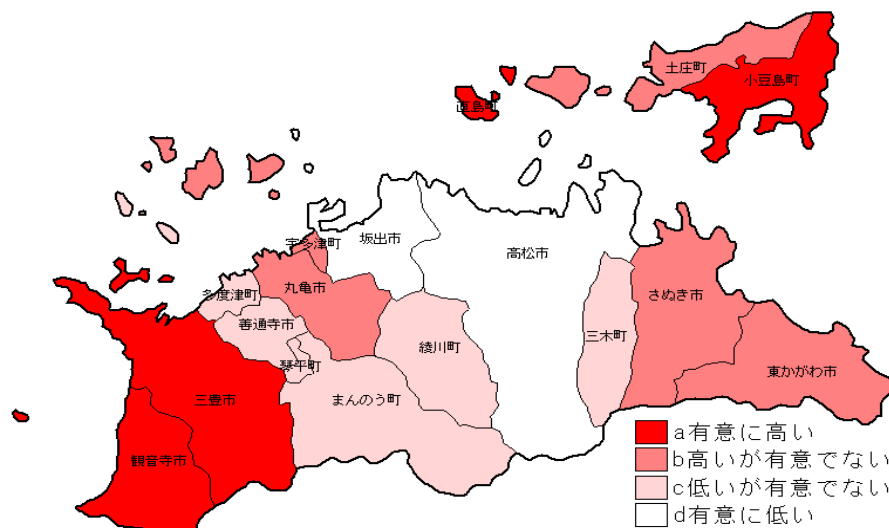 土庄町
小豆島町
直島町
宇多津町
坂出市
高松市
多度津町
丸亀市
さぬき市
善通寺市
三木町
綾川町
琴平町
東かがわ市
三豊市
まんのう町
観音寺市
a有意に高い
b高いが有意でない
c低いが有意でない
d有意に低い